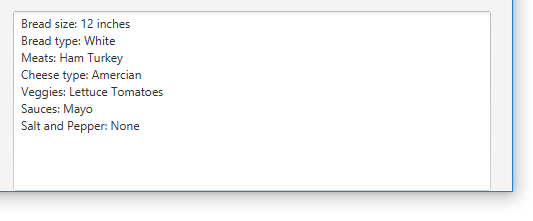 Bread size: 12 inches
Bread type: White
Meats: Ham Turkey
Cheese type: Amercian
Veggies: Lettuce Tomatoes
Sauces: Mayo
Salt and Pepper: None